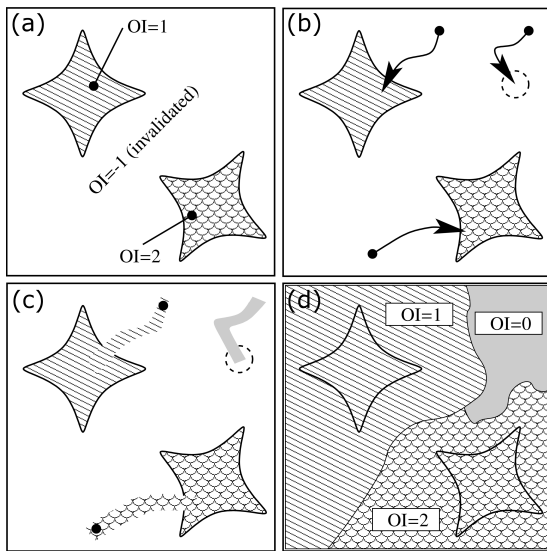 (a)
OI=1
OI=-1 (invalidated)
OI=2
(b)
(c)
(d)
OI=1
OI=0
OI=2